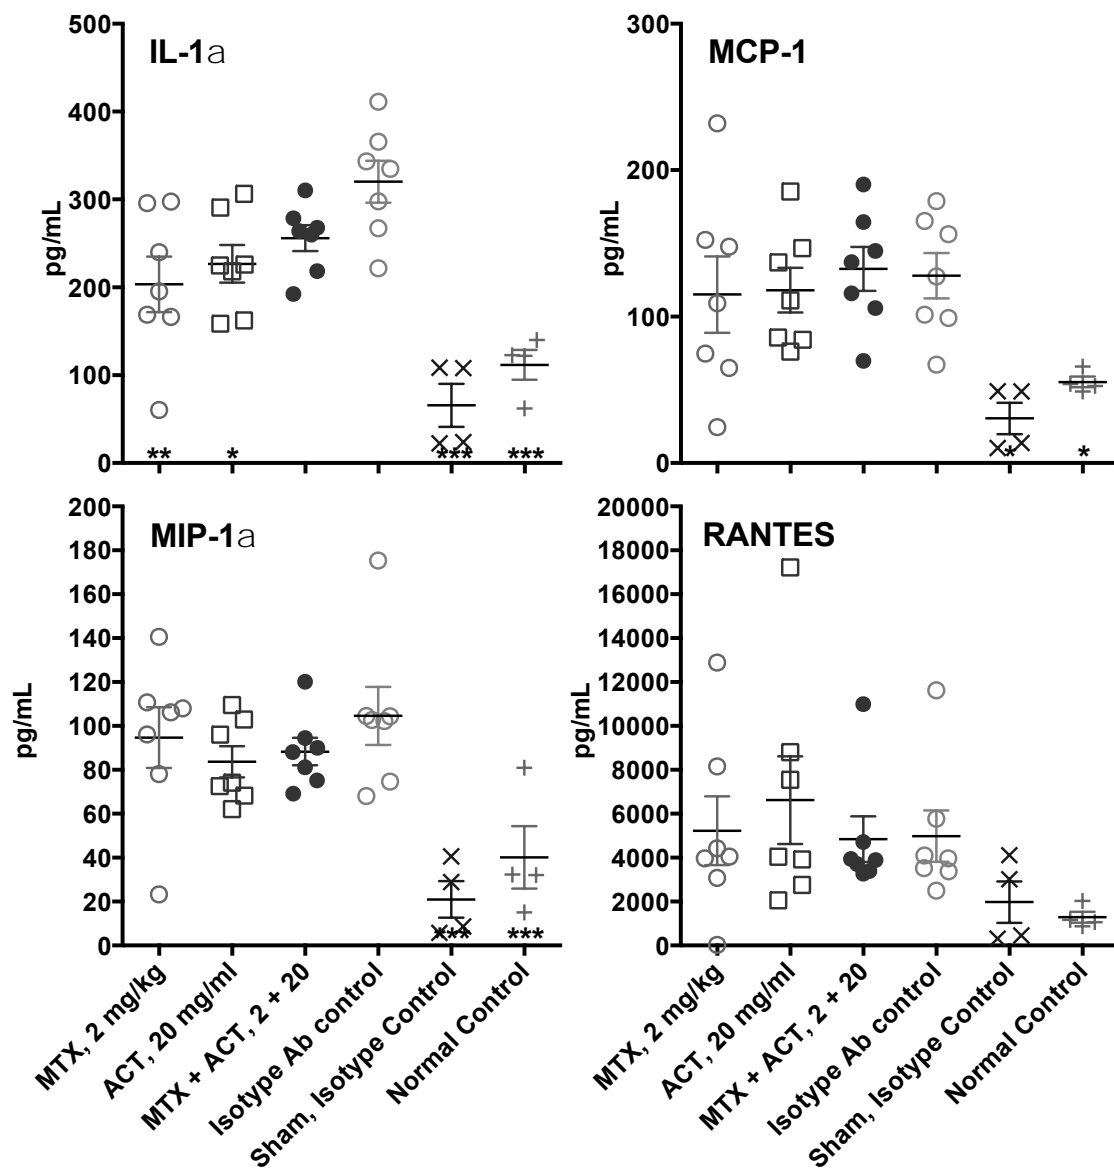 IL-1a
pg/mL
500
400
300
200
100
0
** * *** ***
MCP-1
pg/mL
300
200
100
0
* *
MIP-1a
pg/mL
200
180
160
140
120
100
80
60
40
20
0
*** ***
RANTES
pg/mL
20000
18000
16000
14000
12000
10000
8000
6000
4000
2000
0
MTX, 2 mg/kg
ACT, 20 mg/ml
MTX + ACT, 2 + 20
Isotype Ab control
Sham, Isotype Control
Normal Control
MTX, 2 mg/kg
ACT, 20 mg/ml
MTX + ACT, 2 + 20
Isotype Ab control
Sham, Isotype Control
Normal Control